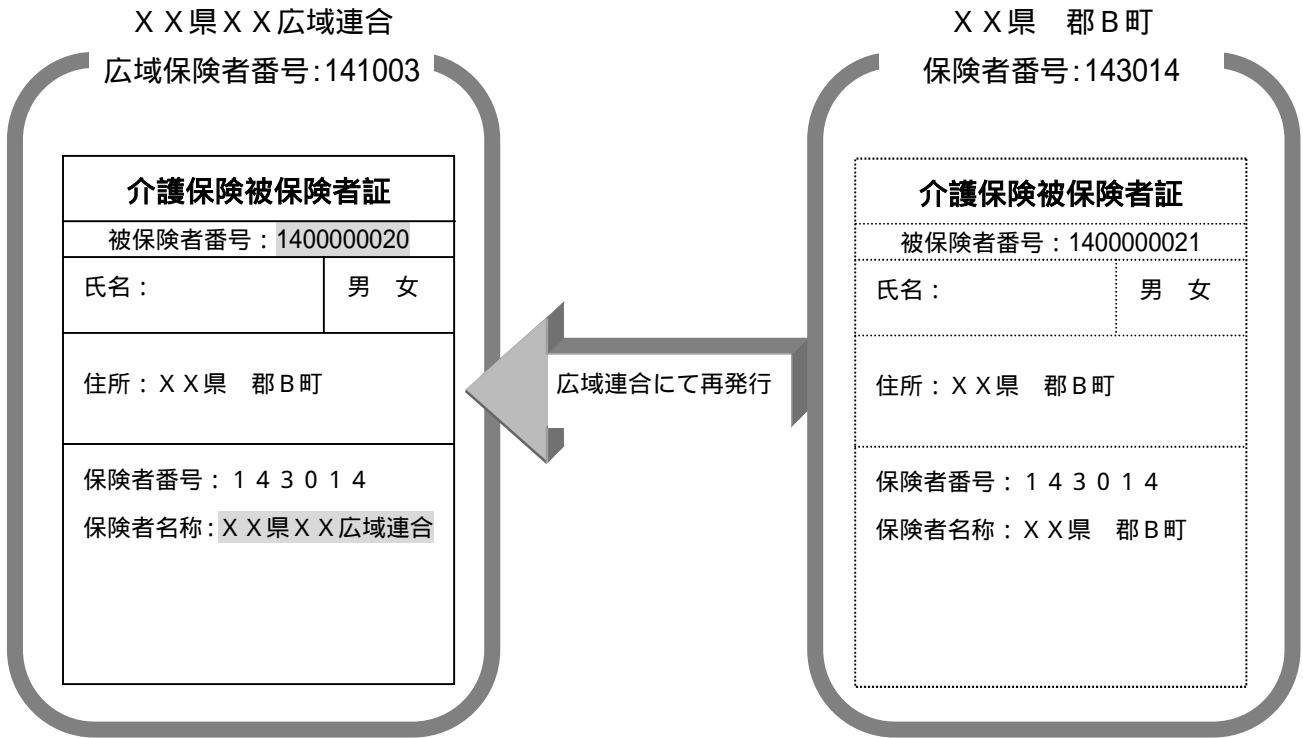 ＸＸ県ＸＸ広域連合
広域保険者番号:141003
介護保険被保険者証
被保険者番号：1400000020
氏名：
男　女
住所：ＸＸ県　郡Ｂ町
保険者番号：１４３０１４
保険者名称：ＸＸ県ＸＸ広域連合
広域連合にて再発行
ＸＸ県　郡Ｂ町
保険者番号:143014
介護保険被保険者証
被保険者番号：1400000021
氏名：
男　女
住所：ＸＸ県　郡Ｂ町
保険者番号：１４３０１４
保険者名称：ＸＸ県　郡Ｂ町